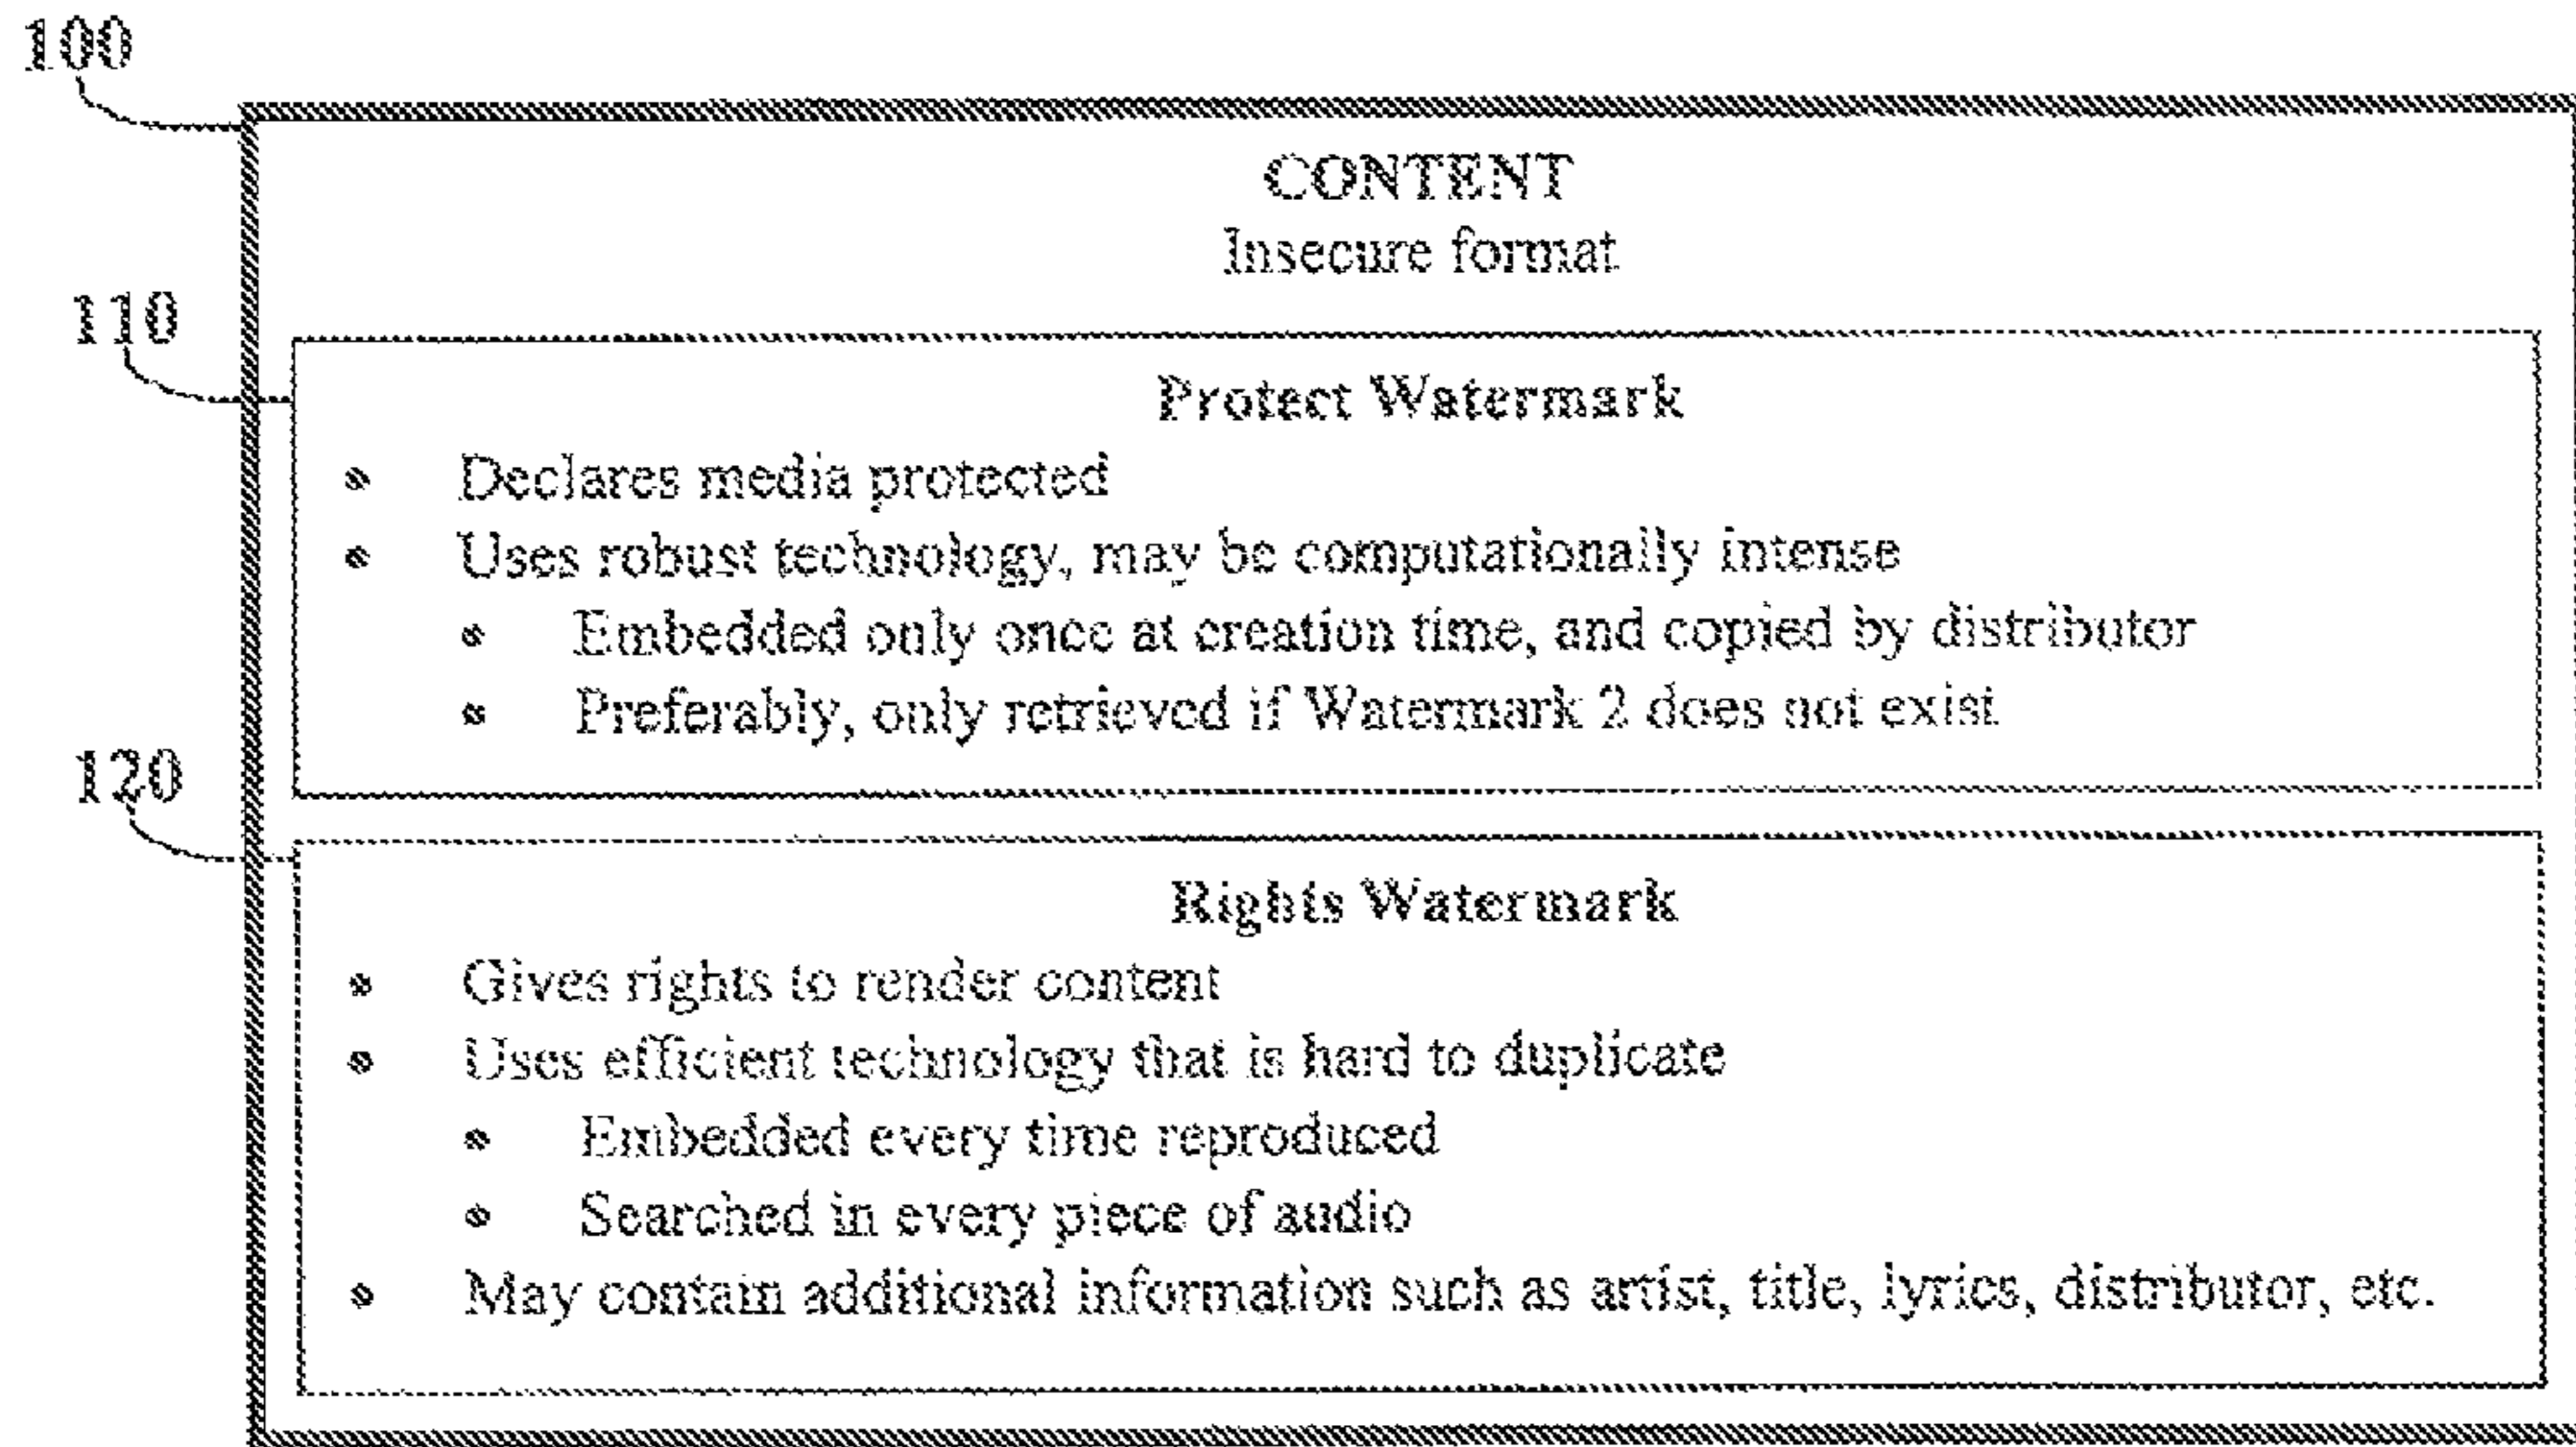 100
CONTENT
Insecure format
110
Protect Watermark
• Declares media protected
• Uses robust technology, may be computationally intense
• Embedded only once at creation time, and copied by distributor
• Preferably, only retrieved if Watermark 2 does not exist
120
Rights Watermark
• Gives rights to render content
• Uses efficient technology that is hard to duplicate
• Embedded every time reproduced
• Searched in every piece of audio
• May contain additional information such as artist, title, lyrics, distributor, etc.